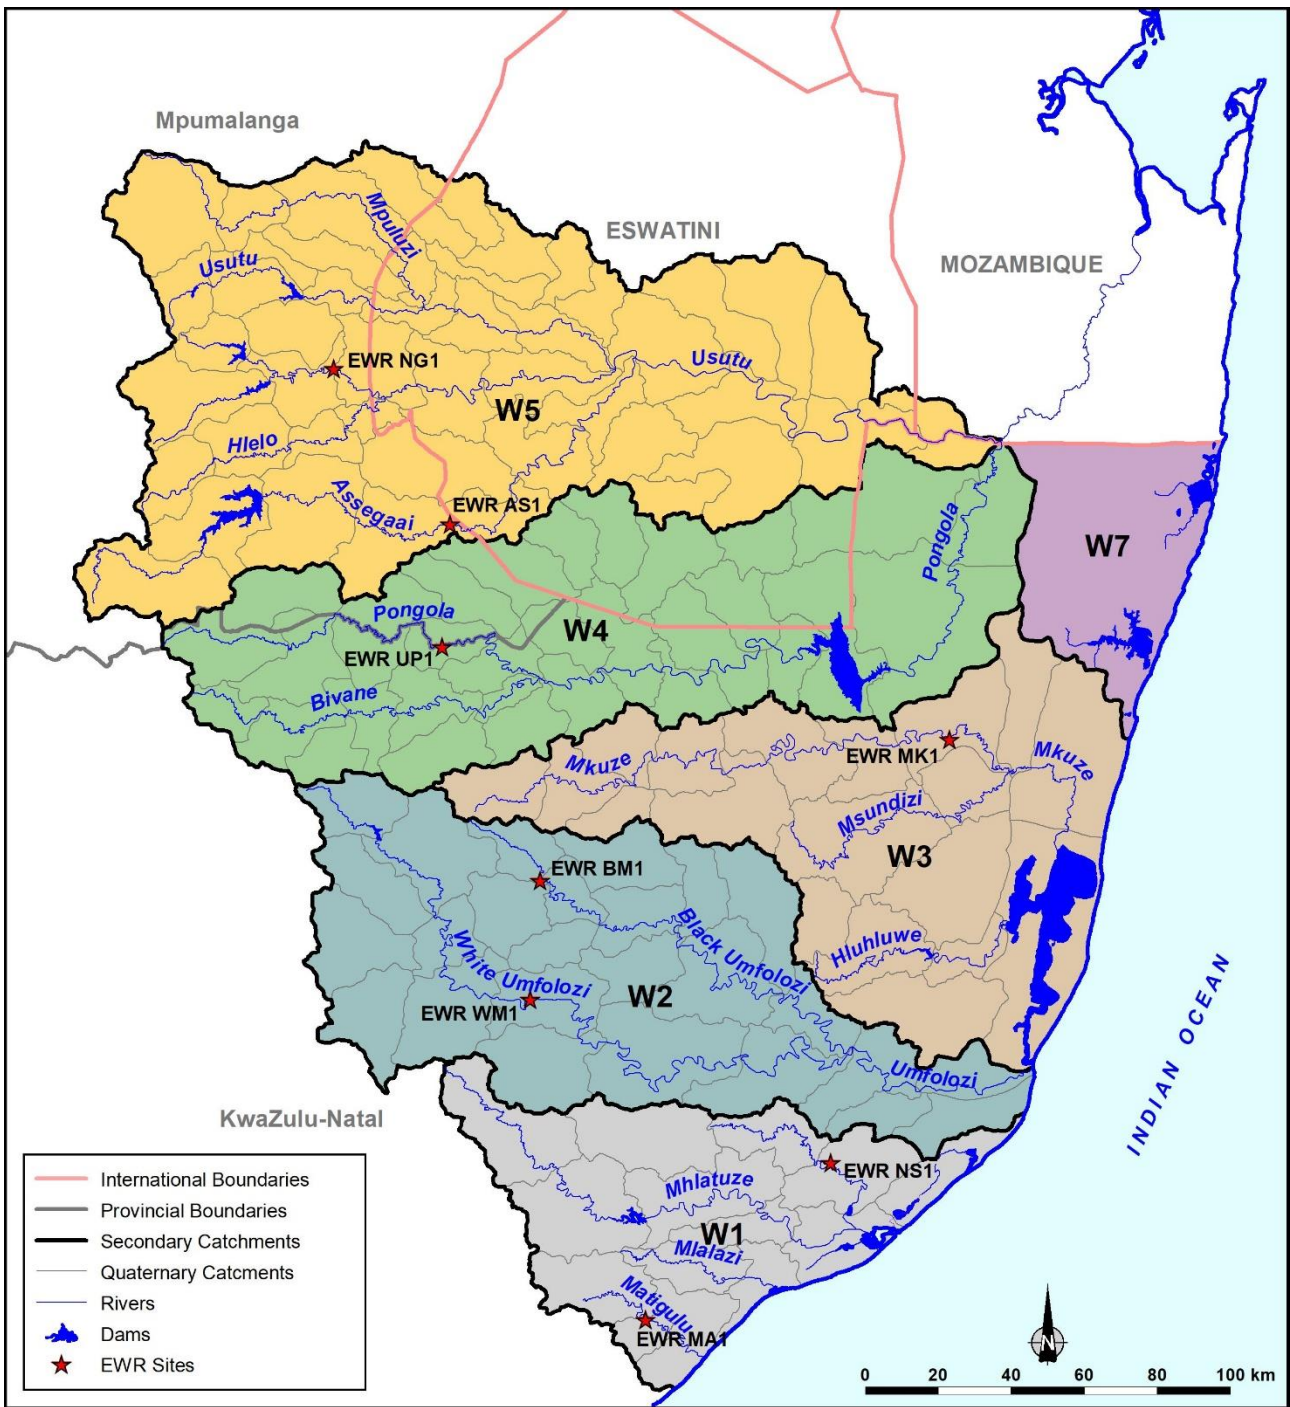 Mpumalanga
ESWATINI
MOZAMBIQUE
Mpuluzi
Usutu
EWR NG1
Usutu
W5
Hlelo
Assegaai
EWR AS1
Pongola
W7
Pongola
W4
EWR UP1
Bivane
EWR MK1
Mkuze
Mkuze
Msundizi
W3
EWR BM1
Black Umfolozi
Hluhluwe
White Umfolozi
W2
EWR WM1
Umfolozi
INDIAN OCEAN
KwaZulu-Natal
EWR NS1
Mhlatuze
W1
Mlalazi
Matigulu
EWR MA1
International Boundaries
Provincial Boundaries
Secondary Catchments
Quaternary Catcments
Rivers
Dams
EWR Sites
N
0 20 40 60 80 100 km